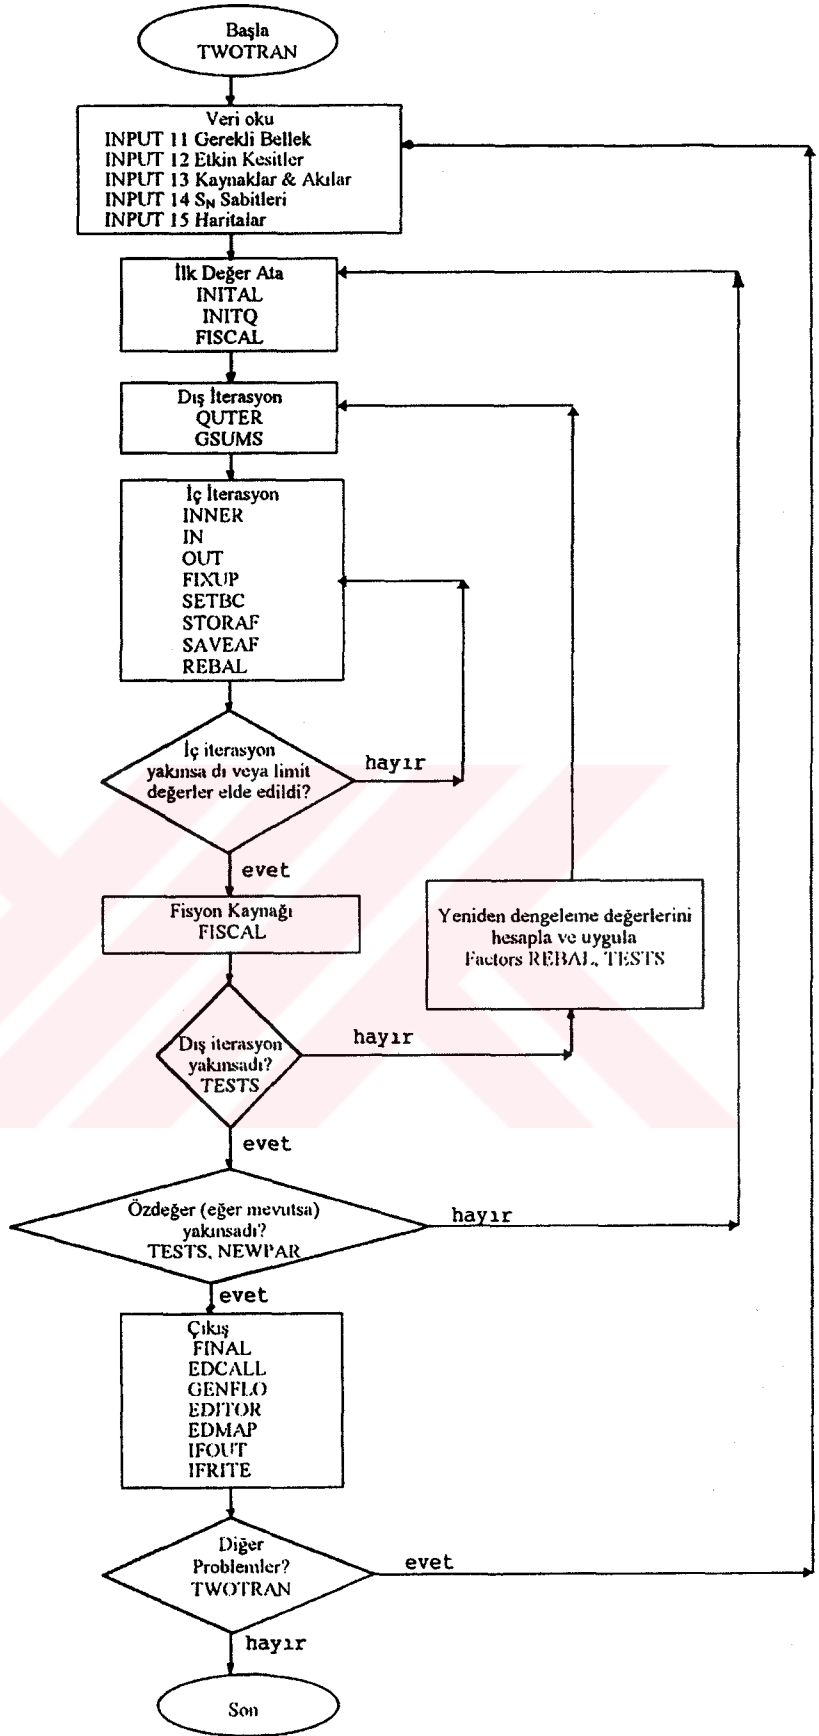 Başla
TWOTRAN
Veri oku
INPUT 11 Gerekli Bellek
INPUT 12 Etkin Kesitler
INPUT 13 Kaynaklar & Akılar
INPUT 14 S_N Sabitleri
INPUT 15 Haritalar
İlk Değer Ata
INITAL
INITQ
FISCAL
Dış İterasyon
QUTER
GSUMS
İç İterasyon
INNER
IN
OUT
FIXUP
SETBC
STORAF
SAVEAF
REBAL
İç iterasyon
yakınsa dı veya limit
değerler elde edildi?
hayır
evet
Fisyon Kaynağı
FISCAL
Yeniden dengeleme değerlerini
hesapla ve uygula
Factors REBAL, TESTS
Dış iterasyon
yakınsadı?
TESTS
hayır
evet
Özdeğer (eğer mevutsa)
yakınsadı?
TESTS, NEWPAR
hayır
evet
Çıkış
FINAL
EDCALL
GENFLO
EDITOR
EDMAP
IFOUT
IFRITE
Diğer
Problemler?
TWOTRAN
evet
hayır
Son